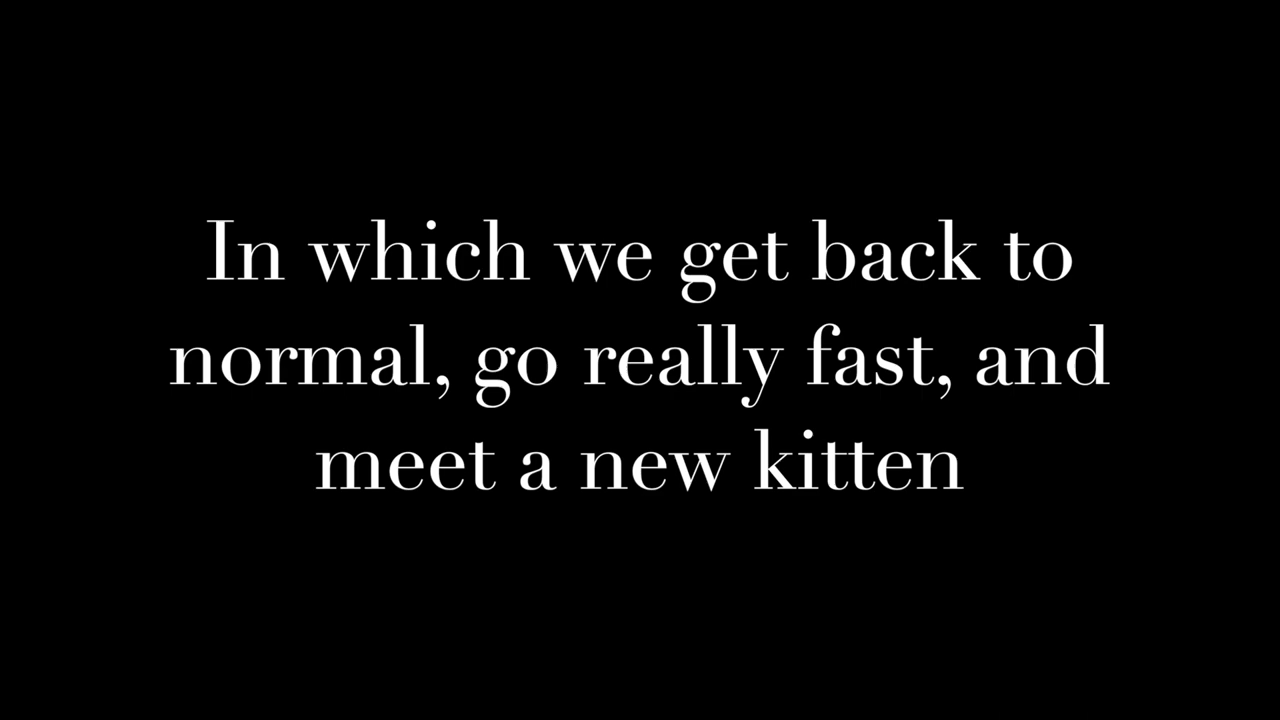 In which we get back to
normal, go really fast, and
meet a new kitten